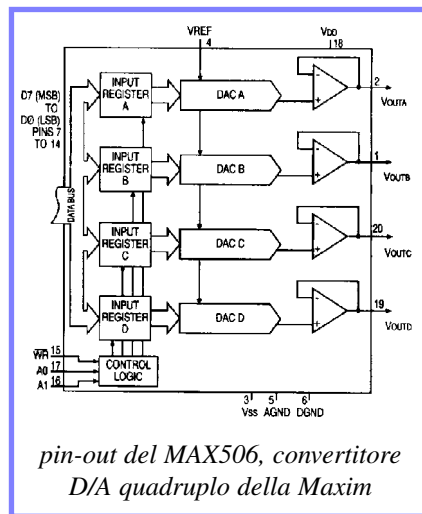 VREF
4
VDD
18
D7 (MSB)
TO
D0 (LSB)
PINS 7
TO 14
DATA BUS
INPUT
REGISTER
A
DAC A
2
VOUTA
INPUT
REGISTER
B
DAC B
1
VOUTB
INPUT
REGISTER
C
DAC C
20
VOUTC
INPUT
REGISTER
D
DAC D
19
VOUTD
WR 15
A0 17
A1 16
CONTROL
LOGIC
3 5 6
VSS AGND DGND
pin-out del MAX506, convertitore
D/A quadruplo della Maxim